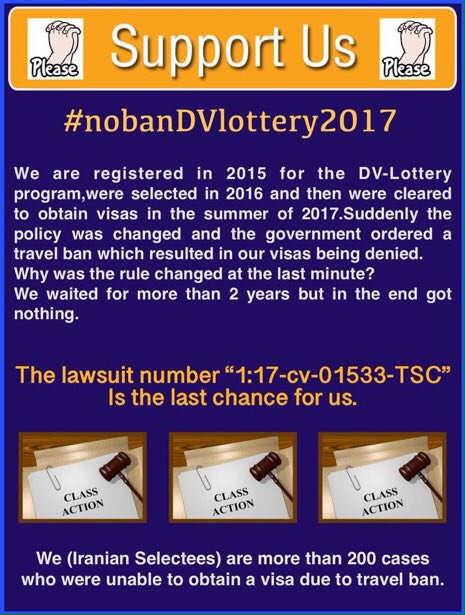 Please
Support Us
Please
#nobanDVlottery2017
We are registered in 2015 for the DV-Lottery
program,were selected in 2016 and then were cleared
to obtain visas in the summer of 2017.Suddenly the
policy was changed and the government ordered a
travel ban which resulted in our visas being denied.
Why was the rule changed at the last minute?
We waited for more than 2 years but in the end got
nothing.
The lawsuit number “1:17-cv-01533-TSC”
Is the last chance for us.
CLASS
ACTION
CLASS
ACTION
CLASS
ACTION
We (Iranian Selectees) are more than 200 cases
who were unable to obtain a visa due to travel ban.